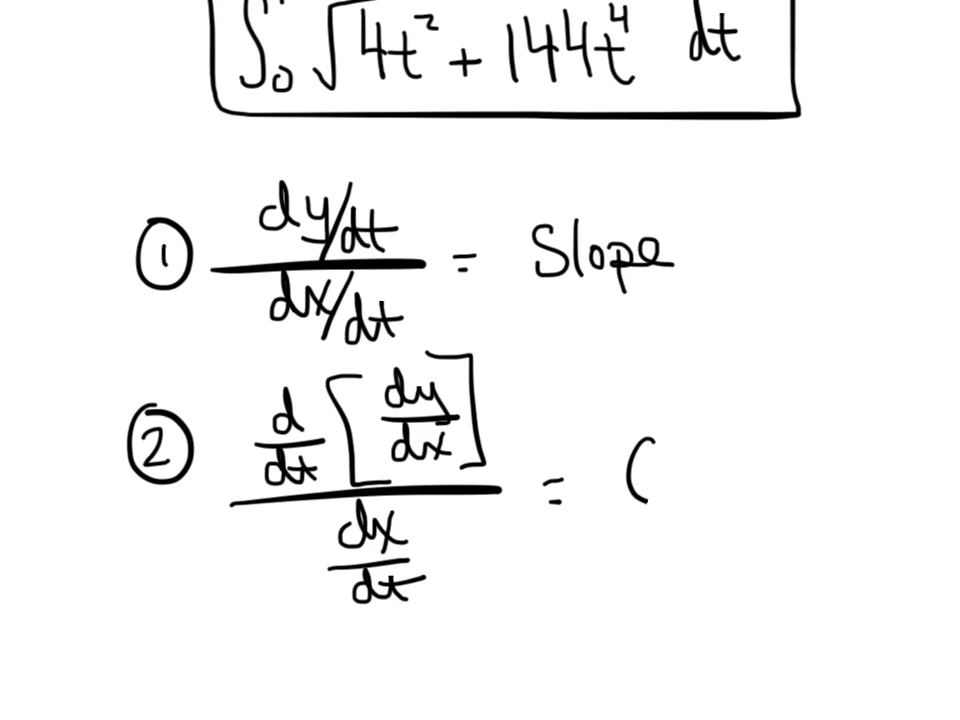 ∫₀ √4t² + 144t⁴ dt
① dy/dt / dx/dt = Slope
② d/dt [dy/dx] / dx/dt = (